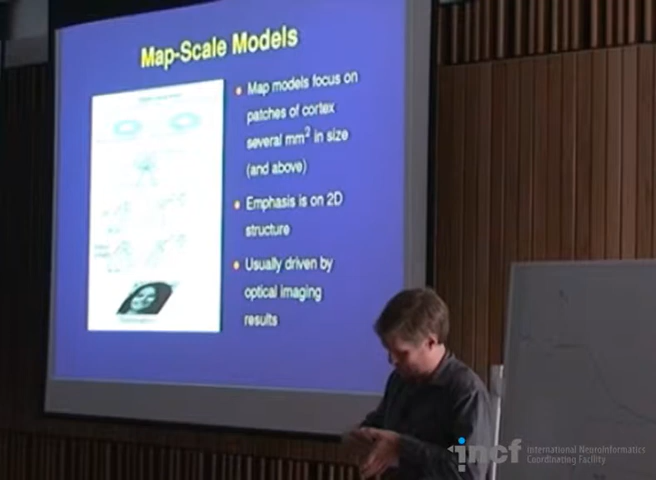 Map-Scale Models
Map models focus on
patches of cortex
several mm² in size
(and above)
Emphasis is on 2D
structure
Usually driven by
optical imaging
results
incf
International Neuroinformatics
Coordinating Facility